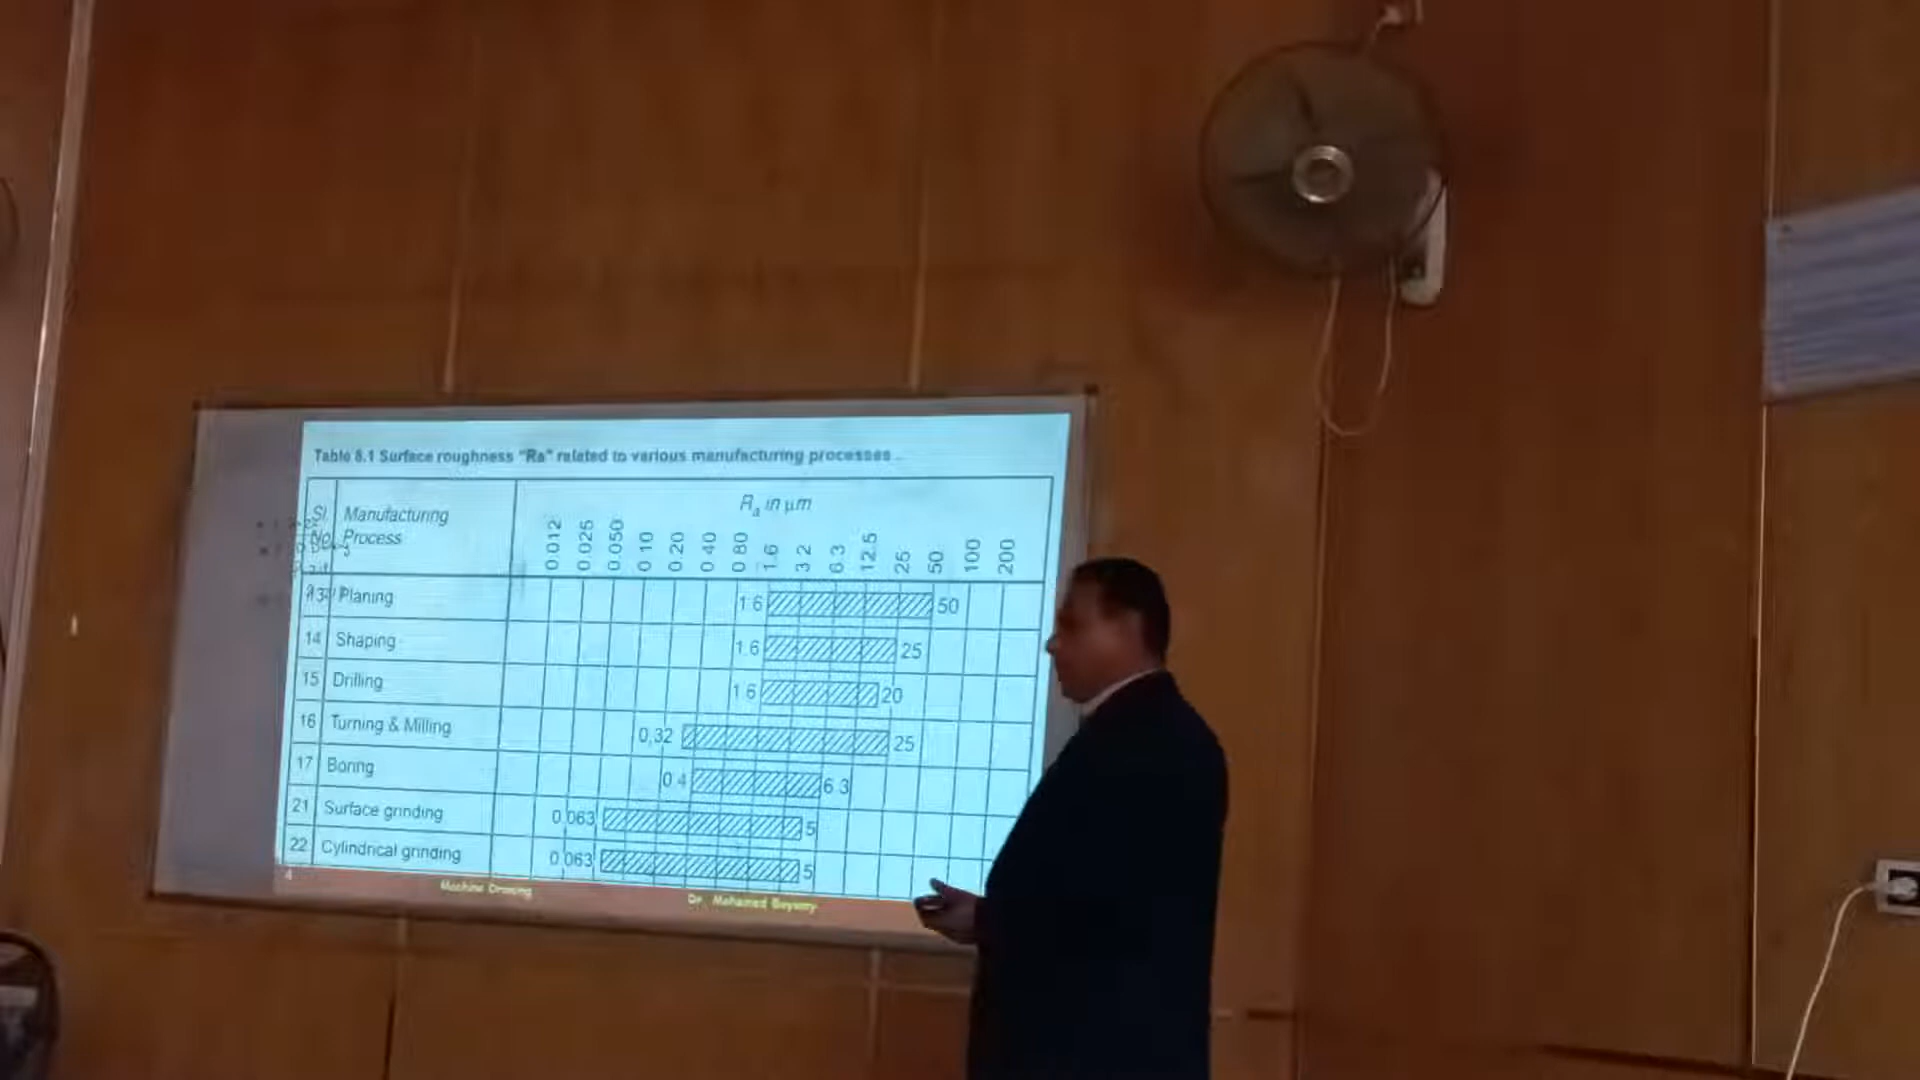 Table 8.1 Surface roughness "Ra" related to various manufacturing processes
Sl. No. Manufacturing Process
Ra in µm
0.012 0.025 0.050 0.10 0.20 0.40 0.80 1.6 3.2 6.3 12.5 25 50 100 200
13 Planing 1.6 50
14 Shaping 1.6 25
15 Drilling 1.6 20
16 Turning & Milling 0,32 25
17 Boring 0.4 6.3
21 Surface grinding 0.063 5
22 Cylindrical grinding 0.063 5
4 Machine Drawing Dr. Mohamed